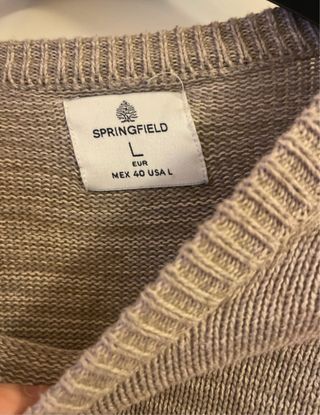 SPRINGFIELD
L
EUR
MEX 40 USA L